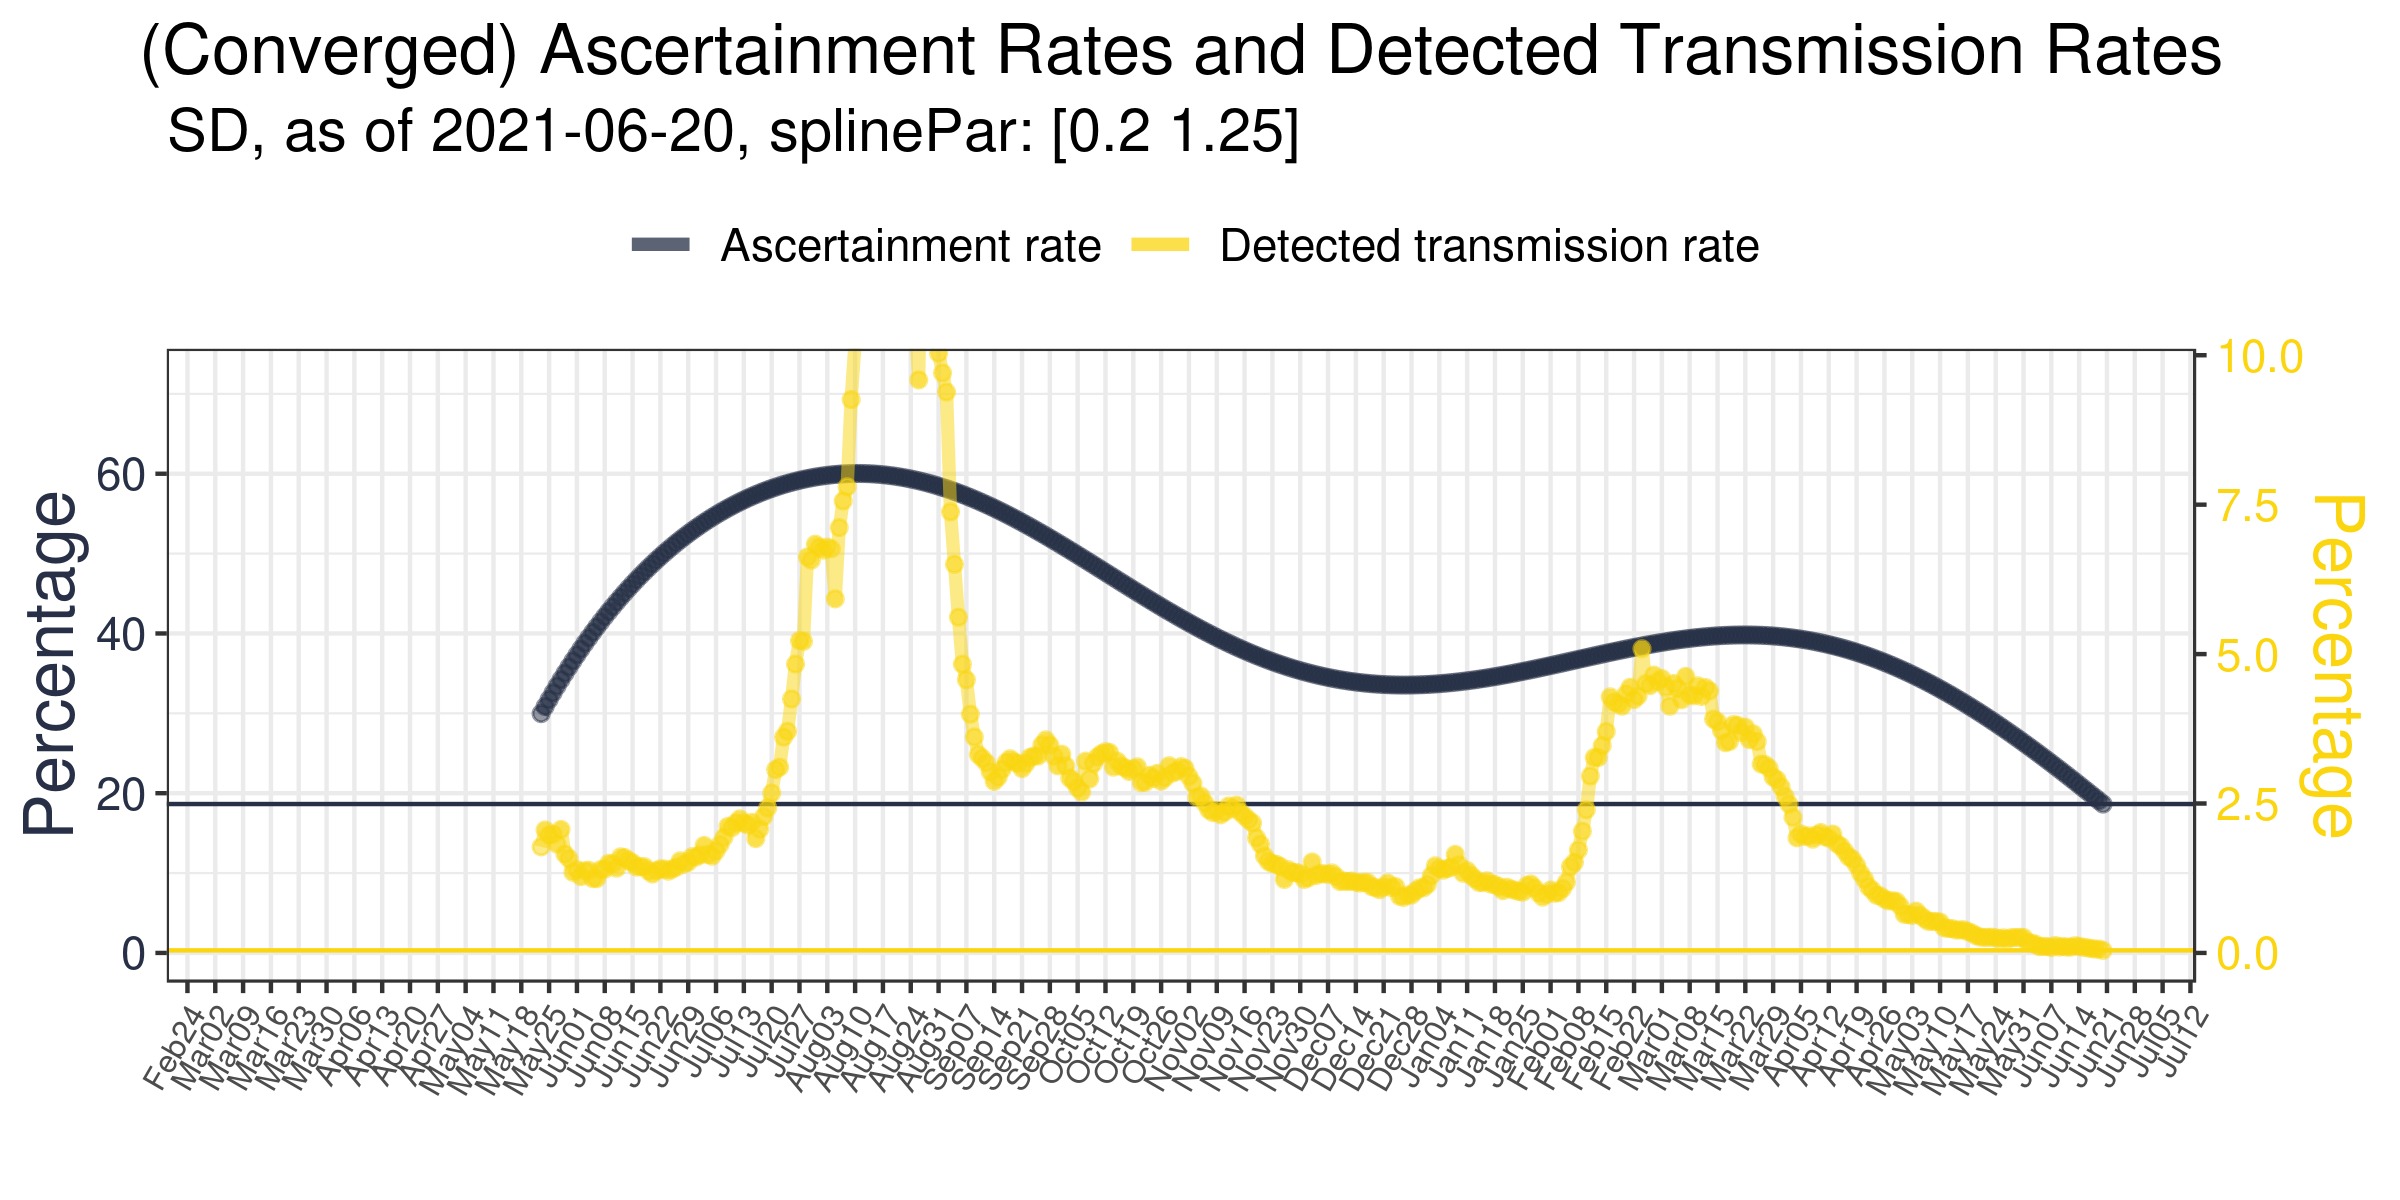 (Converged) Ascertainment Rates and Detected Transmission Rates
SD, as of 2021-06-20, splinePar: [0.2 1.25]
Ascertainment rate Detected transmission rate
Percentage
60
40
20
0
10.0
7.5
5.0
2.5
0.0
Percentage
Feb24
Mar02
Mar09
Mar16
Mar23
Mar30
Apr06
Apr13
Apr20
Apr27
May04
May11
May18
May25
Jun01
Jun08
Jun15
Jun22
Jun29
Jul06
Jul13
Jul20
Jul27
Aug03
Aug10
Aug17
Aug24
Aug31
Sep07
Sep14
Sep21
Sep28
Oct05
Oct12
Oct19
Oct26
Nov02
Nov09
Nov16
Nov23
Nov30
Dec07
Dec14
Dec21
Dec28
Jan04
Jan11
Jan18
Jan25
Feb01
Feb08
Feb15
Feb22
Mar01
Mar08
Mar15
Mar22
Mar29
Apr05
Apr12
Apr19
Apr26
May03
May10
May17
May24
May31
Jun07
Jun14
Jun21
Jun28
Jul05
Jul12